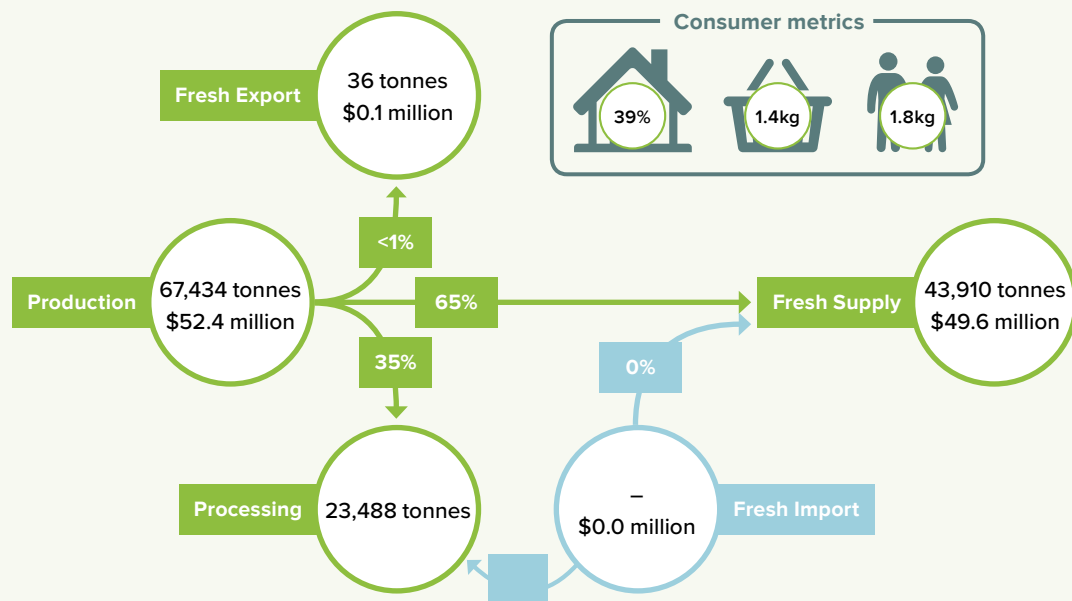 Consumer metrics
39%
1.4kg
1.8kg
Fresh Export
36 tonnes
$0.1 million
<1%
Production
67,434 tonnes
$52.4 million
65%
Fresh Supply
43,910 tonnes
$49.6 million
35%
0%
Processing
23,488 tonnes
–
$0.0 million
Fresh Import